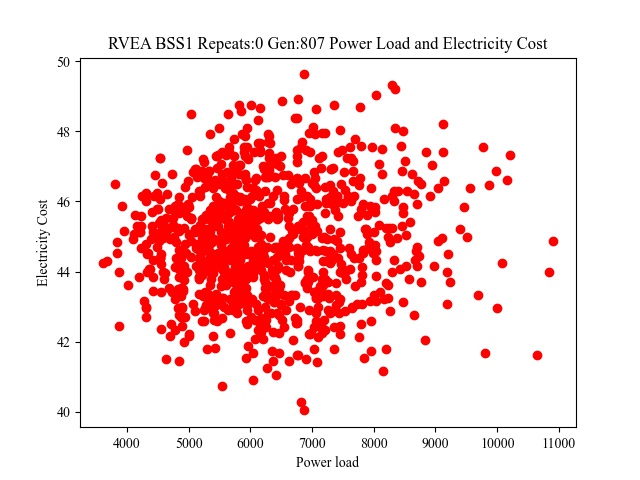 RVEA BSS1 Repeats:0 Gen:807 Power Load and Electricity Cost
50
48
46
44
42
40
Electricity Cost
4000 5000 6000 7000 8000 9000 10000 11000
Power load